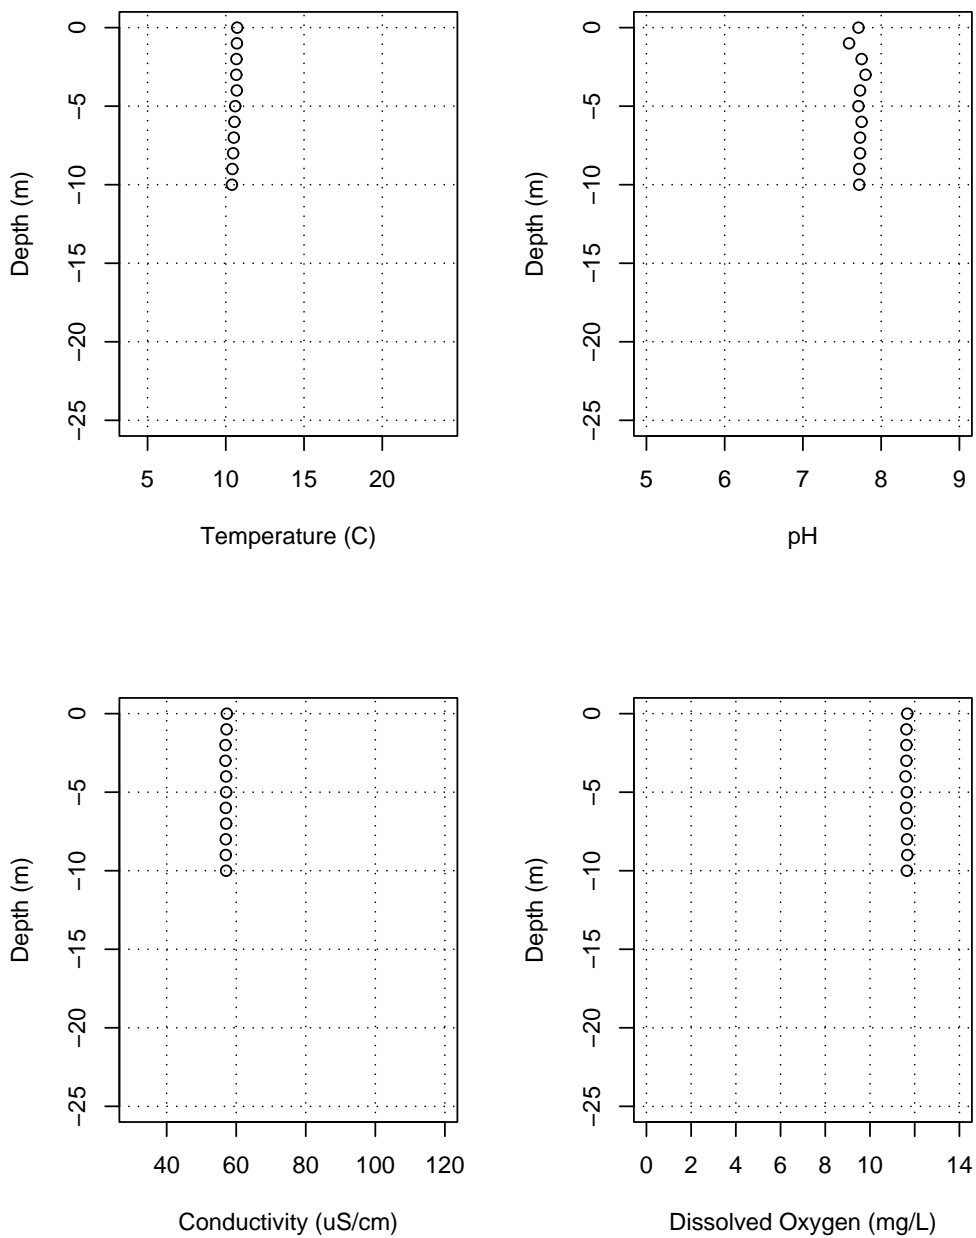 0
−5
−10
−15
−20
−25
Depth (m)
5 10 15 20
Temperature (C)
0
−5
−10
−15
−20
−25
Depth (m)
5 6 7 8 9
pH
0
−5
−10
−15
−20
−25
Depth (m)
40 60 80 100 120
Conductivity (uS/cm)
0
−5
−10
−15
−20
−25
Depth (m)
0 2 4 6 8 10 14
Dissolved Oxygen (mg/L)